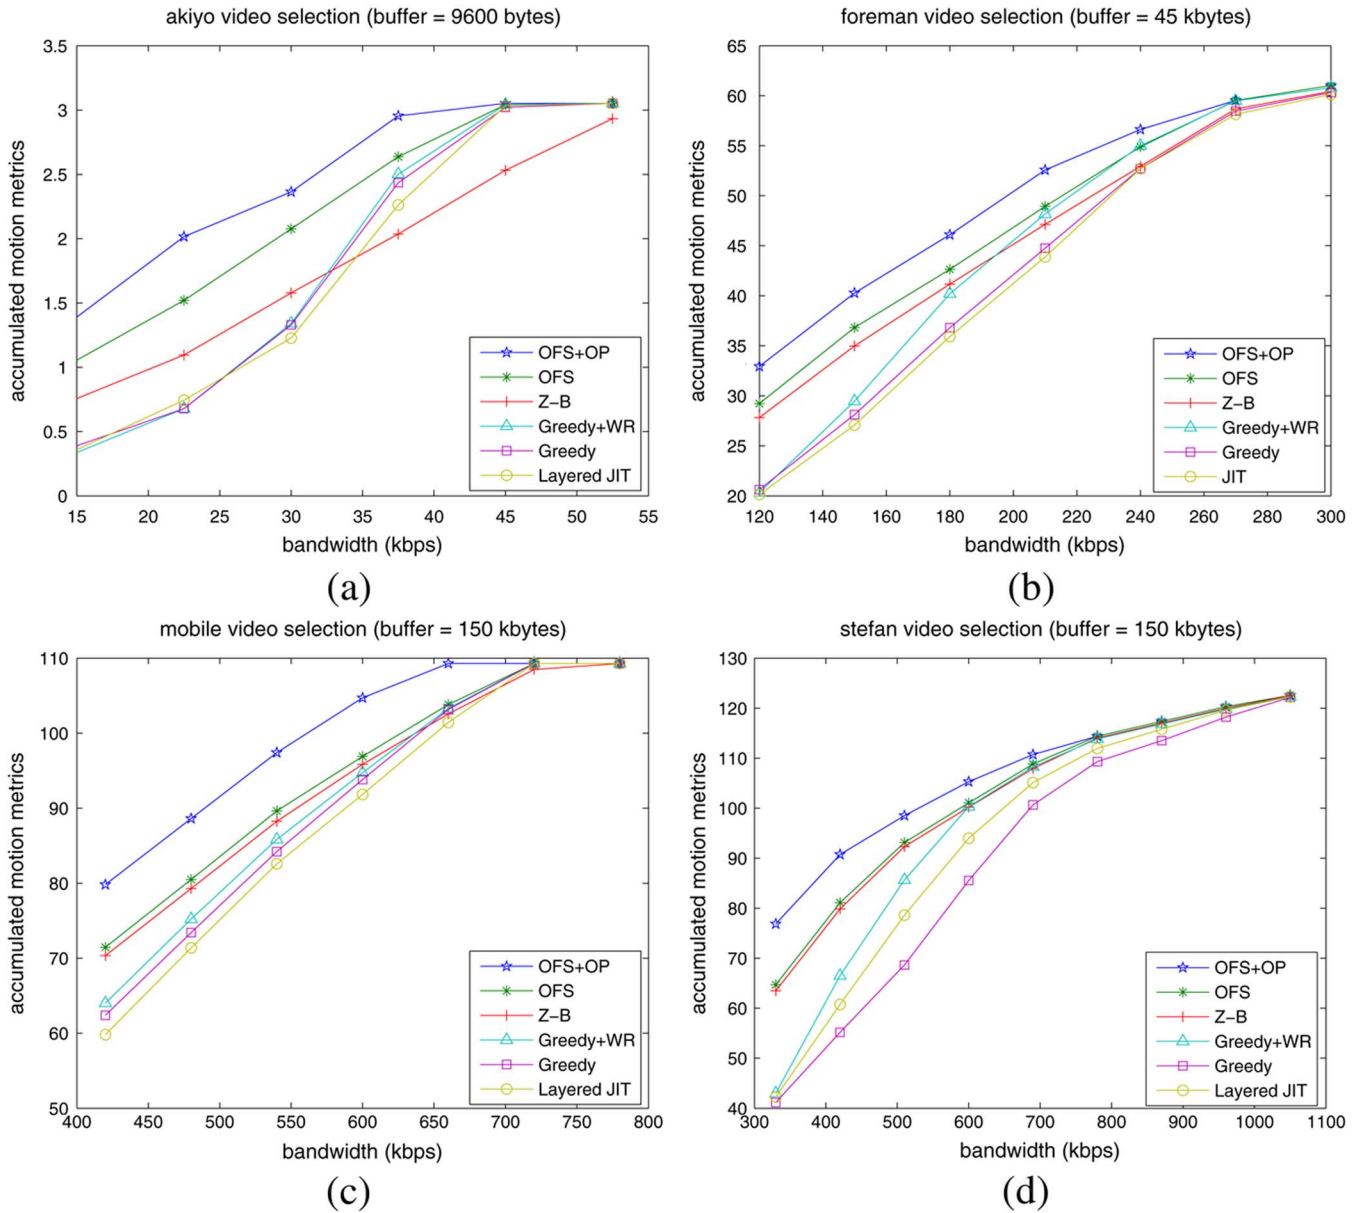 akiyo video selection (buffer = 9600 bytes)
accumulated motion metrics
3.5
3
2.5
2
1.5
1
0.5
0
15 20 25 30 35 40 45 50 55
bandwidth (kbps)
OFS+OP
OFS
Z−B
Greedy+WR
Greedy
Layered JIT
(a)
foreman video selection (buffer = 45 kbytes)
accumulated motion metrics
65
60
55
50
45
40
35
30
25
20
120 140 160 180 200 220 240 260 280 300
bandwidth (kbps)
OFS+OP
OFS
Z−B
Greedy+WR
Greedy
JIT
(b)
mobile video selection (buffer = 150 kbytes)
accumulated motion metrics
110
100
90
80
70
60
50
400 450 500 550 600 650 700 750 800
bandwidth (kbps)
OFS+OP
OFS
Z−B
Greedy+WR
Greedy
Layered JIT
(c)
stefan video selection (buffer = 150 kbytes)
accumulated motion metrics
130
120
110
100
90
80
70
60
50
40
300 400 500 600 700 800 900 1000 1100
bandwidth (kbps)
OFS+OP
OFS
Z−B
Greedy+WR
Greedy
Layered JIT
(d)